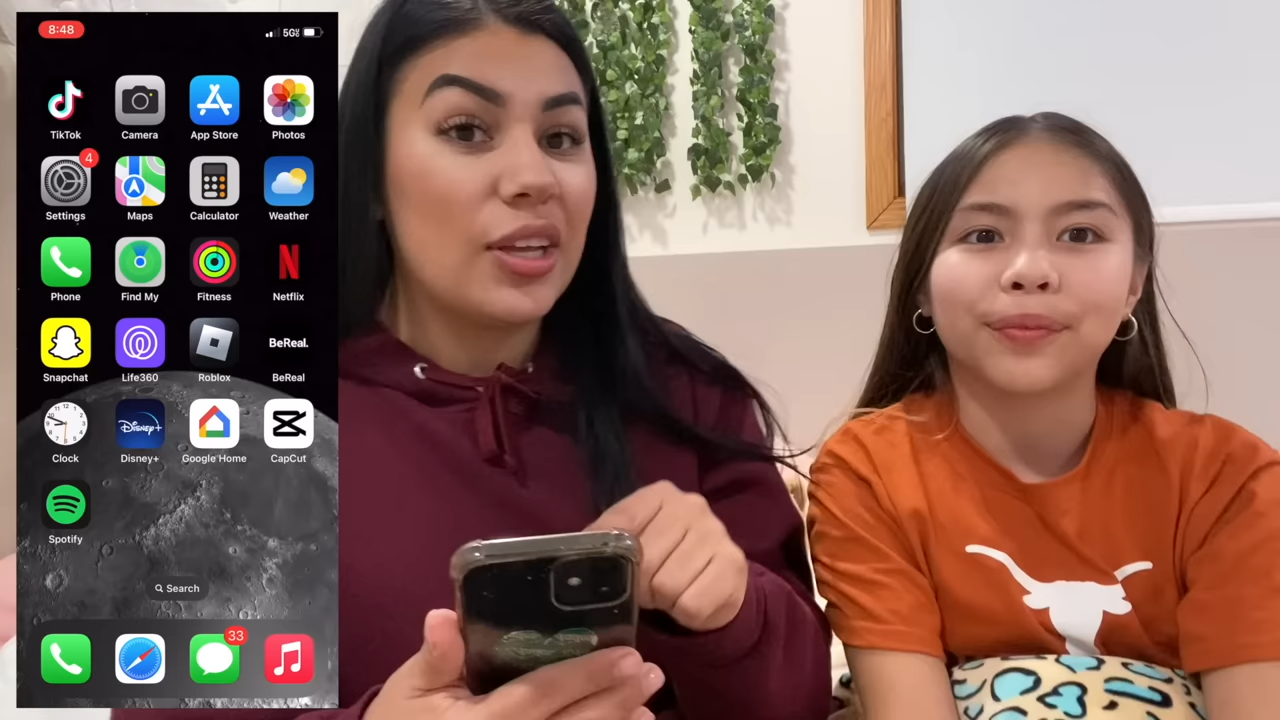 8:48
5G
TikTok Camera App Store Photos
4
Settings Maps Calculator Weather
Phone Find My Fitness Netflix
BeReal.
Snapchat Life360 Roblox BeReal
Disney+
Clock Disney+ Google Home CapCut
Spotify
Search
33